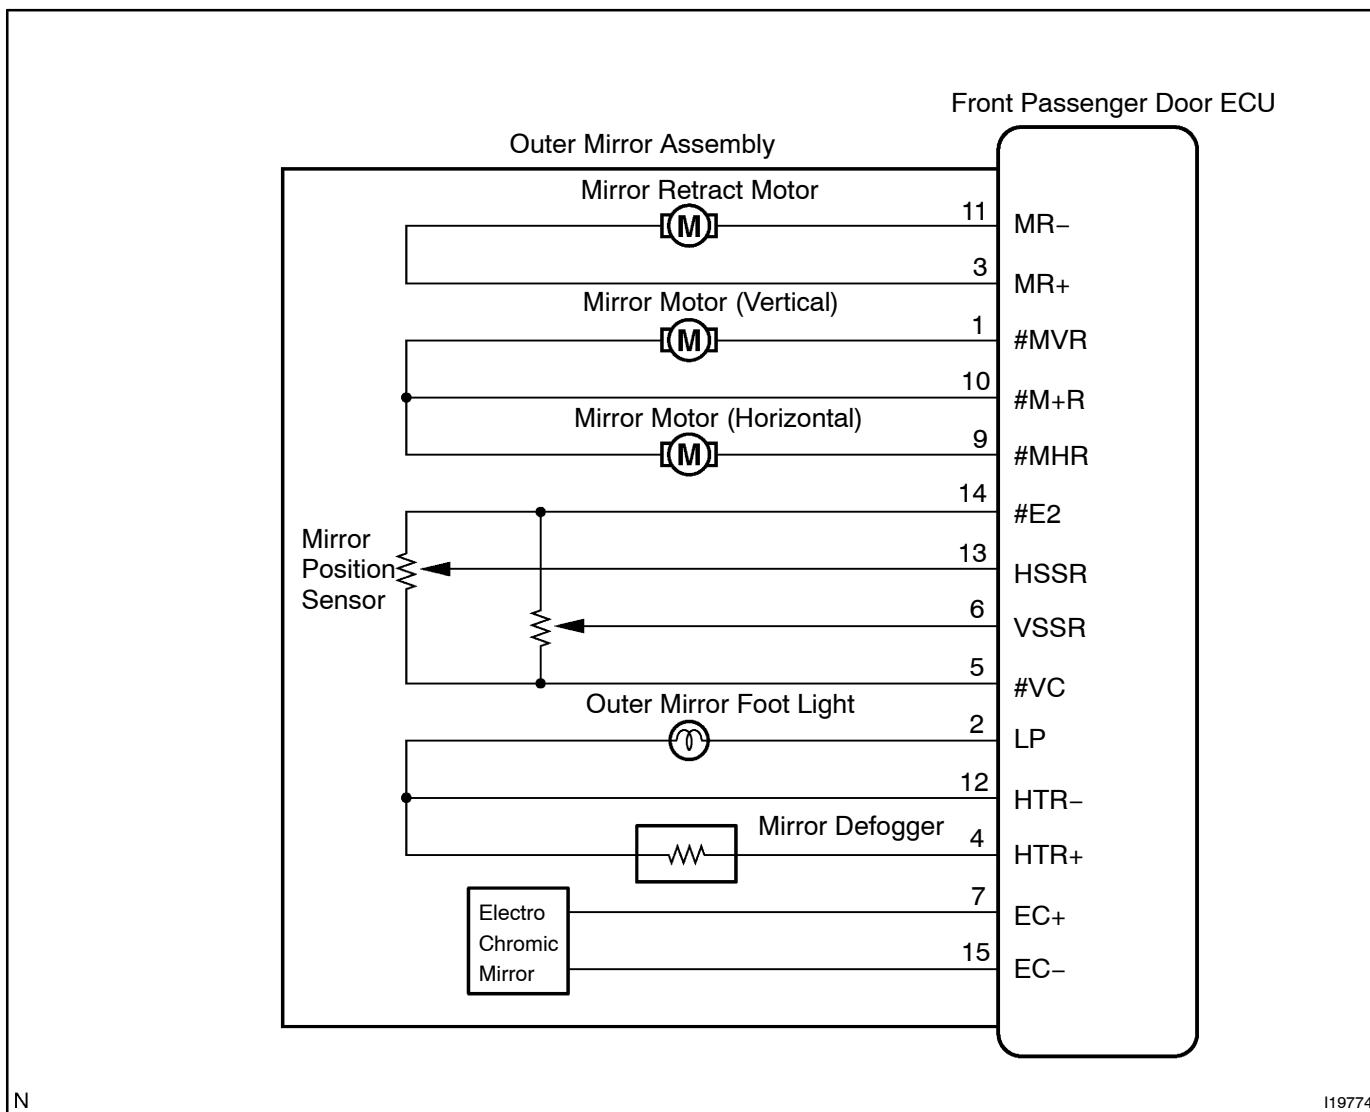 Front Passenger Door ECU
Outer Mirror Assembly
Mirror Retract Motor
M
11
MR−
3
MR+
Mirror Motor (Vertical)
M
1
#MVR
10
#M+R
Mirror Motor (Horizontal)
M
9
#MHR
14
#E2
Mirror
Position
Sensor
13
HSSR
6
VSSR
5
#VC
Outer Mirror Foot Light
2
LP
12
HTR−
Mirror Defogger
4
HTR+
Electro
Chromic
Mirror
7
EC+
15
EC−
N
I19774